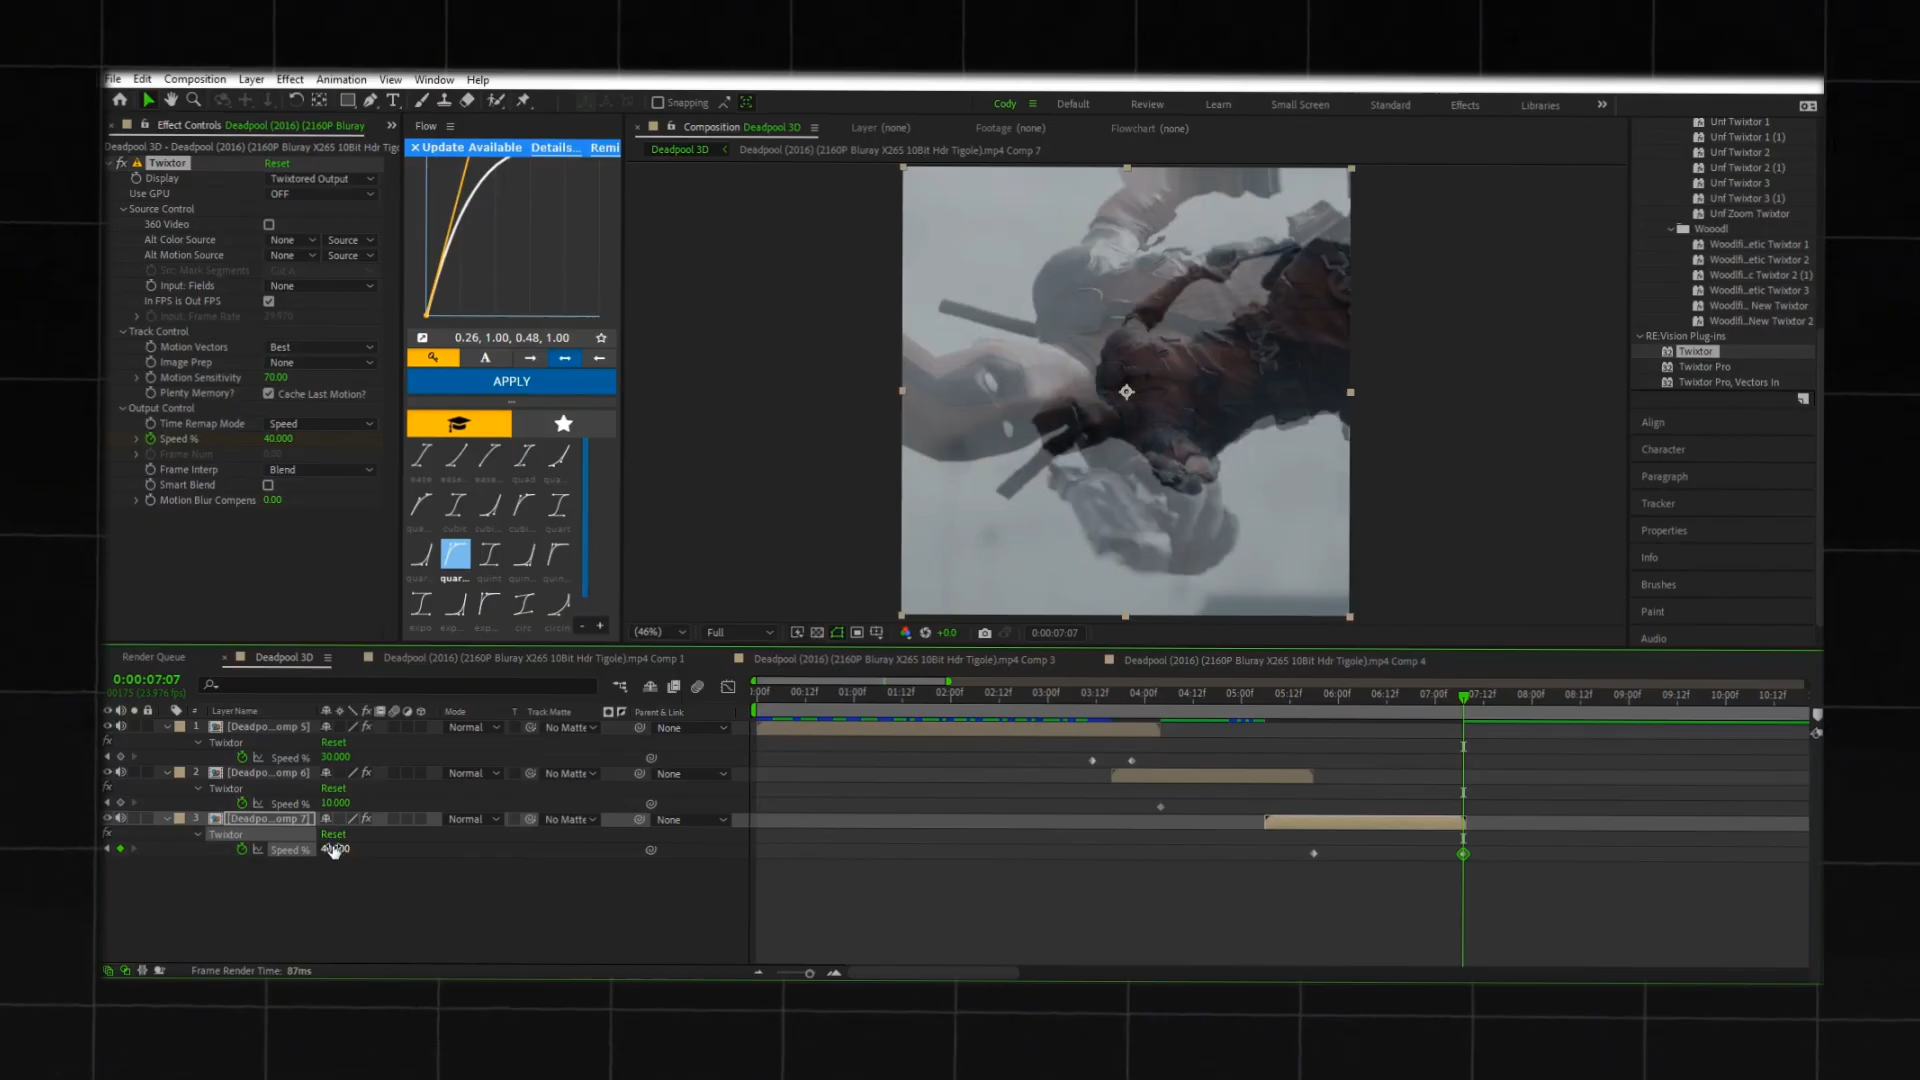 File Edit Composition Layer Effect Animation View Window Help
Snapping
Cody Default Review Learn Small Screen Standard Effects Libraries
Effect Controls Deadpool (2016) (2160P Bluray
Flow
Composition Deadpool 3D
Layer (none)
Footage (none)
Flowchart (none)
Deadpool 3D - Deadpool (2016) (2160P Bluray X265 10Bit Hdr Tigo
Update Available Details... Remi
Deadpool 3D
Deadpool (2016) (2160P Bluray X265 10Bit Hdr Tigole).mp4 Comp 7
fx Twixtor Reset
Display Twixtored Output
Use GPU OFF
Source Control
360 Video
Alt Color Source None Source
Alt Motion Source None Source
Src: Mark Segments Cut A
Input: Fields None
In FPS is Out FPS
Input: Frame Rate 29.970
Track Control
Motion Vectors Best
Image Prep None
Motion Sensitivity 70.00
Plenty Memory? Cache Last Motion?
Output Control
Time Remap Mode Speed
Speed % 40.000
Frame Num 0.00
Frame Interp Blend
Smart Blend
Motion Blur Compens 0.00
0.26, 1.00, 0.48, 1.00
A
APPLY
ease ease... ease... quad quad...
qua... cubic cubi... cubi... quart
quar... quar... quint quin... quin...
expo exp... exp... circ circin
- +
(46%) Full +0.0 0:00:07:07
Unf Twixtor 1
Unf Twixtor 1 (1)
Unf Twixtor 2
Unf Twixtor 2 (1)
Unf Twixtor 3
Unf Twixtor 3 (1)
Unf Zoom Twixtor
Wooodl
Woodlfi...etic Twixtor 1
Woodlfi...etic Twixtor 2
Woodlfi...c Twixtor 2 (1)
Woodlfi...etic Twixtor 3
Woodlfi... New Twixtor
Woodlfi...New Twixtor 2
RE:Vision Plug-ins
Twixtor
Twixtor Pro
Twixtor Pro, Vectors In
Align
Character
Paragraph
Tracker
Properties
Info
Brushes
Paint
Audio
Render Queue
Deadpool 3D
Deadpool (2016) (2160P Bluray X265 10Bit Hdr Tigole).mp4 Comp 1
Deadpool (2016) (2160P Bluray X265 10Bit Hdr Tigole).mp4 Comp 3
Deadpool (2016) (2160P Bluray X265 10Bit Hdr Tigole).mp4 Comp 4
0:00:07:07
00175 (23.976 fps)
:00f 00:12f 01:00f 01:12f 02:00f 02:12f 03:00f 03:12f 04:00f 04:12f 05:00f 05:12f 06:00f 06:12f 07:00f 07:12f 08:00f 08:12f 09:00f 09:12f 10:00f 10:12f
# Layer Name Mode T Track Matte Parent & Link
1 [Deadpo...omp 5] fx Normal No Matte None
fx Twixtor Reset
Speed % 30.000
2 [Deadpo...omp 6] fx Normal No Matte None
fx Twixtor Reset
Speed % 10.000
3 [Deadpo...omp 7] fx Normal No Matte None
fx Twixtor Reset
Speed %
Frame Render Time: 87ms